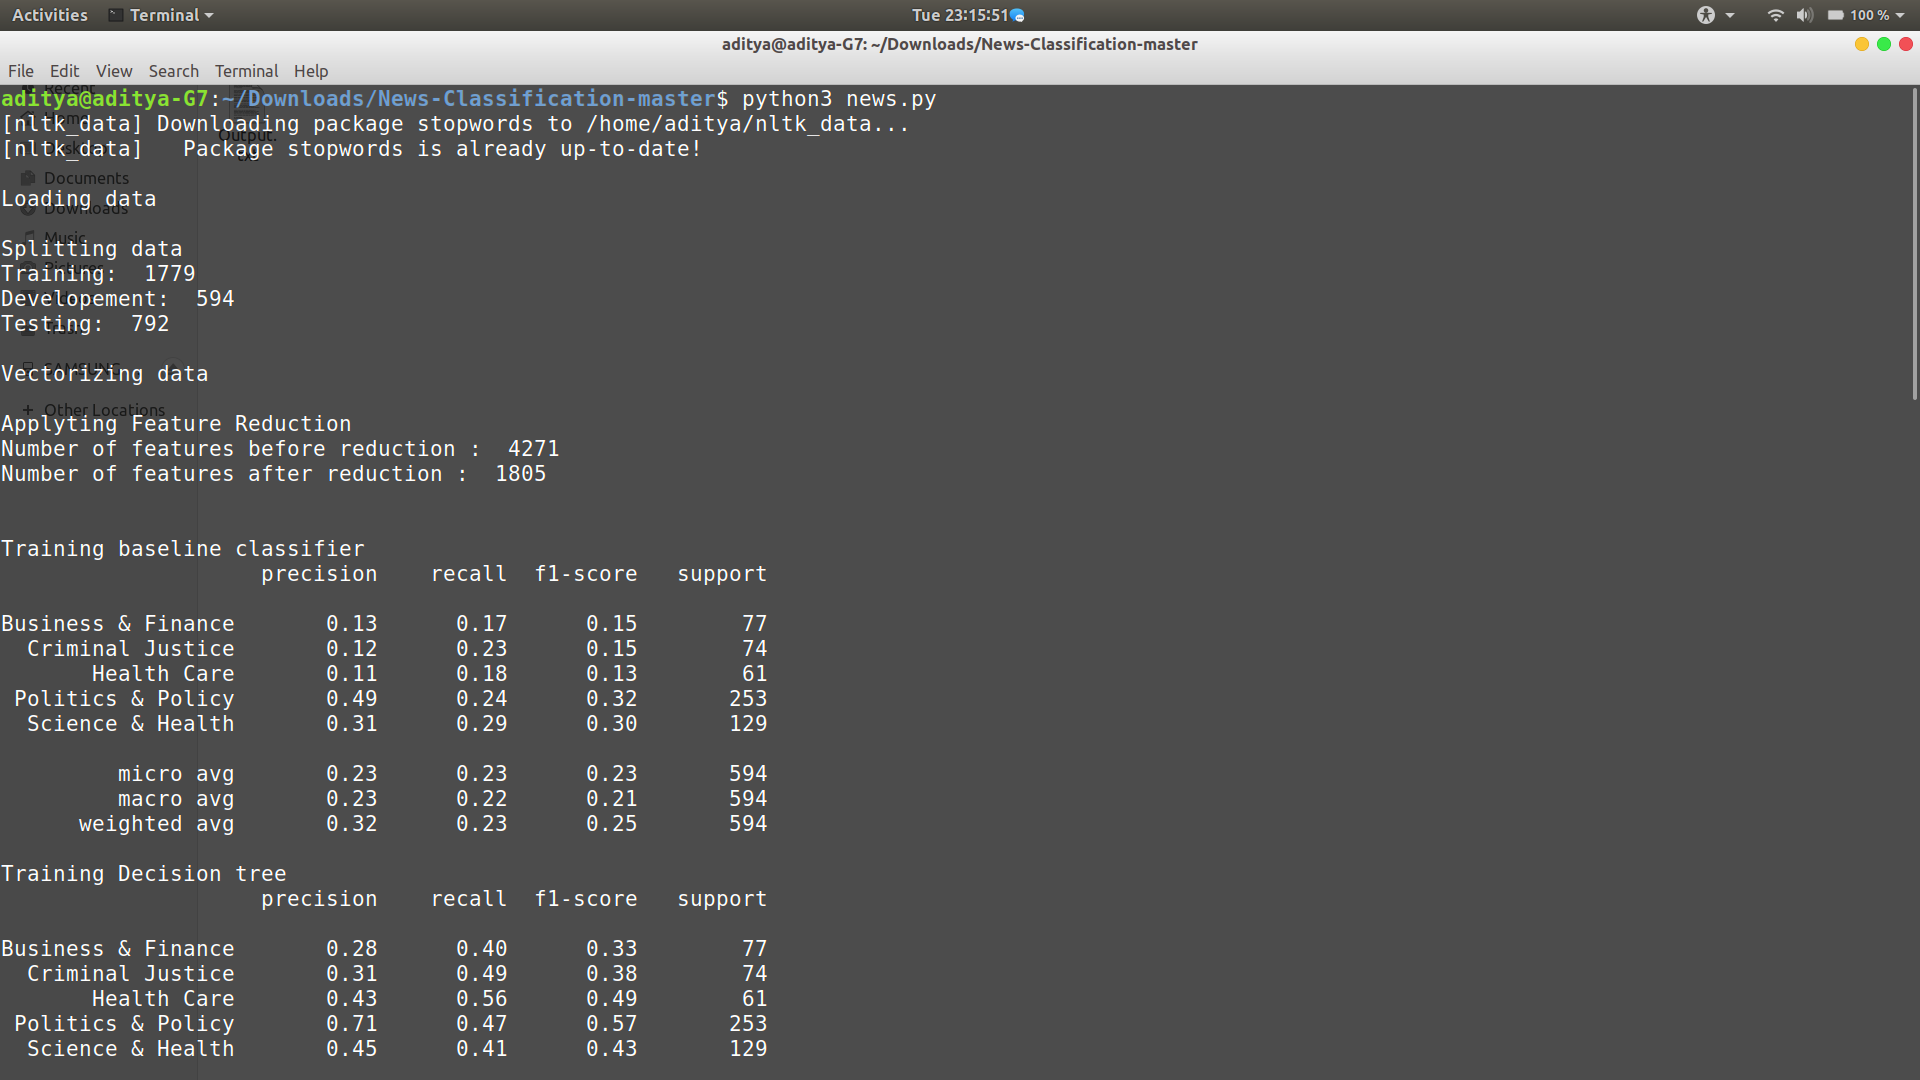 Activities Terminal Tue 23:15:51 100 %
aditya@aditya-G7: ~/Downloads/News-Classification-master
File Edit View Search Terminal Help
aditya@aditya-G7:~/Downloads/News-Classification-master$ python3 news.py
[nltk_data] Downloading package stopwords to /home/aditya/nltk_data...
[nltk_data]   Package stopwords is already up-to-date!
Documents
Loading data
Downloads
Music
Splitting data
Training:  1779
Developement:  594
Testing:  792
Vectorizing data
+ Other Locations
Applyting Feature Reduction
Number of features before reduction :  4271
Number of features after reduction :  1805
Training baseline classifier
precision    recall  f1-score   support
Business & Finance       0.13      0.17      0.15        77
Criminal Justice       0.12      0.23      0.15        74
Health Care       0.11      0.18      0.13        61
Politics & Policy       0.49      0.24      0.32       253
Science & Health       0.31      0.29      0.30       129
micro avg       0.23      0.23      0.23       594
macro avg       0.23      0.22      0.21       594
weighted avg       0.32      0.23      0.25       594
Training Decision tree
precision    recall  f1-score   support
Business & Finance       0.28      0.40      0.33        77
Criminal Justice       0.31      0.49      0.38        74
Health Care       0.43      0.56      0.49        61
Politics & Policy       0.71      0.47      0.57       253
Science & Health       0.45      0.41      0.43       129